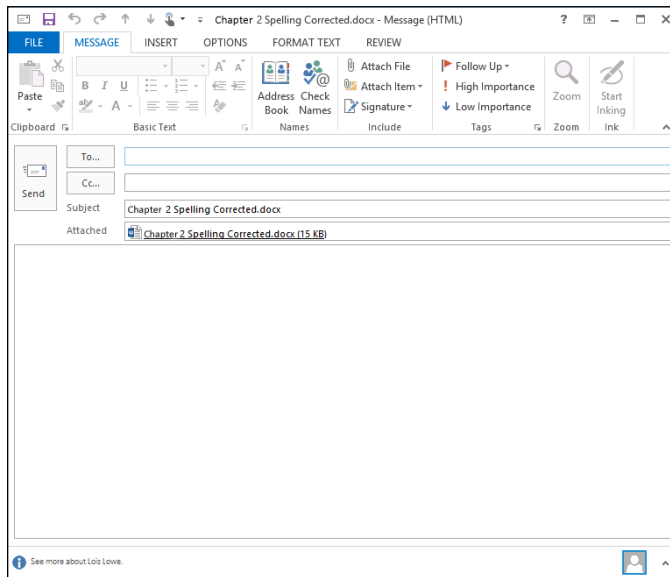 Chapter 2 Spelling Corrected.docx - Message (HTML) ?
FILE MESSAGE INSERT OPTIONS FORMAT TEXT REVIEW
Paste
B I U
A A
ab A
Address Book
Check Names
Attach File
Attach Item
Signature
Follow Up
High Importance
Low Importance
Zoom
Start Inking
Clipboard Basic Text Names Include Tags Zoom Ink
Send
To...
Cc...
Subject Chapter 2 Spelling Corrected.docx
Attached Chapter 2 Spelling Corrected.docx (15 KB)
See more about Lois Lowe.